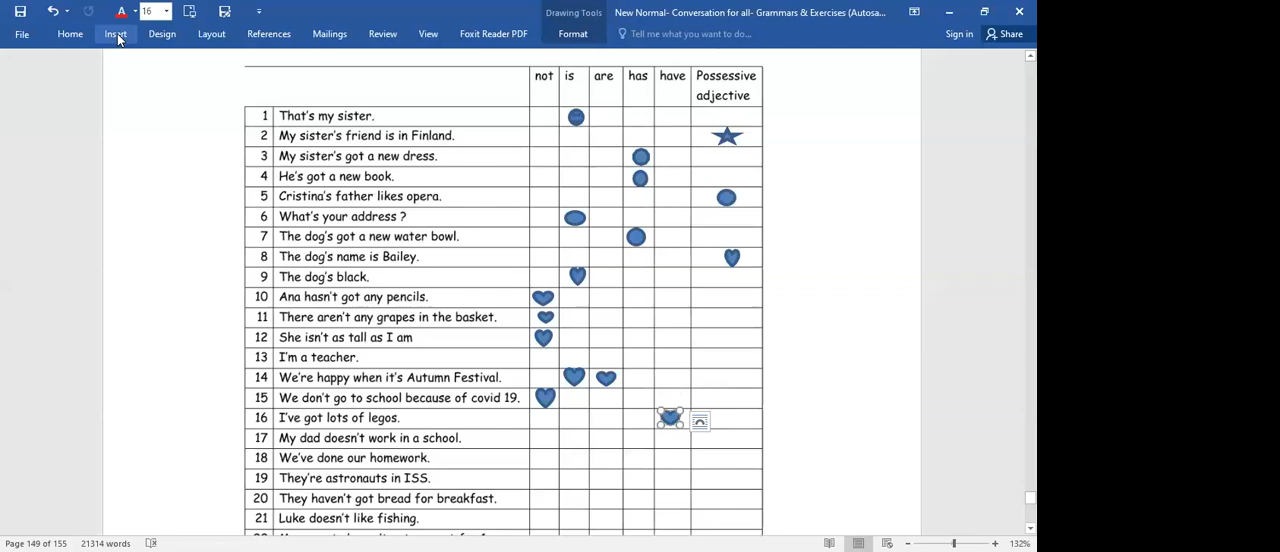 16 Drawing Tools New Normal- Conversation for all- Grammars & Exercises (Autosa...
File Home Insert Design Layout References Mailings Review View Foxit Reader PDF Format Tell me what you want to do... Sign in Share
not is are has have Possessive
adjective
1 That's my sister.
2 My sister's friend is in Finland.
3 My sister's got a new dress.
4 He's got a new book.
5 Cristina's father likes opera.
6 What's your address ?
7 The dog's got a new water bowl.
8 The dog's name is Bailey.
9 The dog's black.
10 Ana hasn't got any pencils.
11 There aren't any grapes in the basket.
12 She isn't as tall as I am
13 I'm a teacher.
14 We're happy when it's Autumn Festival.
15 We don't go to school because of covid 19.
16 I've got lots of legos.
17 My dad doesn't work in a school.
18 We've done our homework.
19 They're astronauts in ISS.
20 They haven't got bread for breakfast.
21 Luke doesn't like fishing.
Page 149 of 155 21314 words 132%